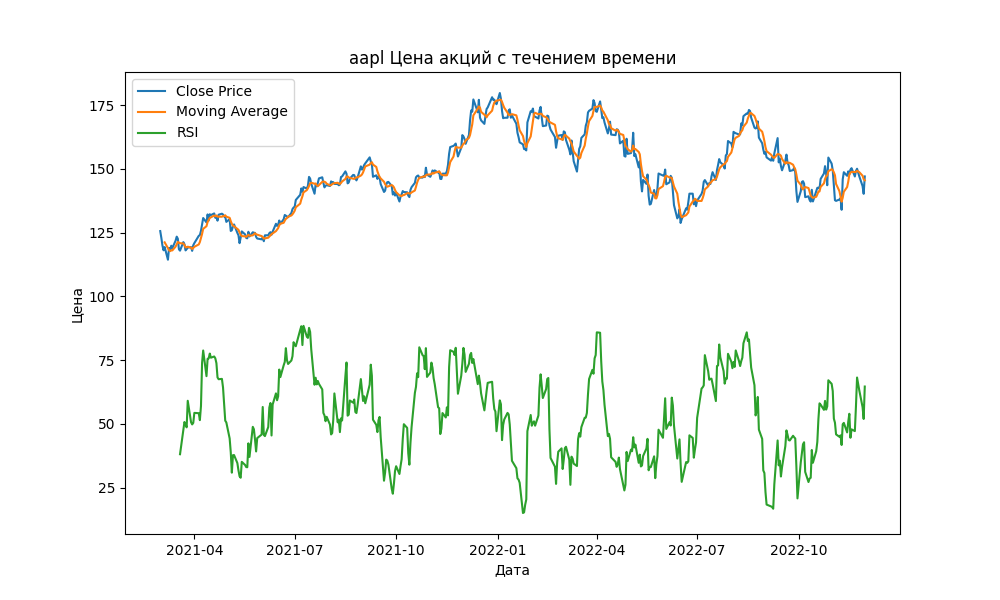 aapl Цена акций с течением времени
Close Price
Moving Average
RSI
175
150
125
100
75
50
25
Цена
2021-04
2021-07
2021-10
2022-01
2022-04
2022-07
2022-10
Дата